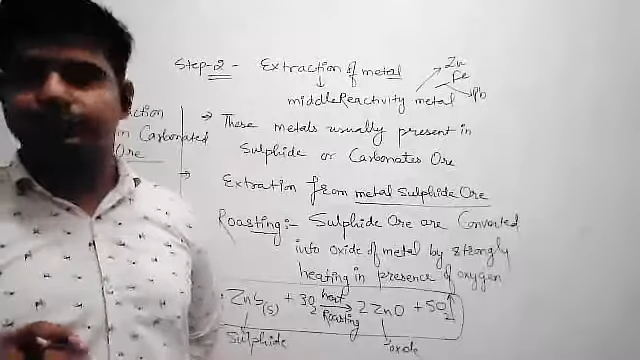 Step-2 - Extraction of metal
middle Reactivity metal
Zn
Fe
Pb
→ These metals usually present in
Sulphide or Carbonates Ore
→ Extration from metal Sulphide Ore
Roasting:- Sulphide Ore are Converted
into oxide of metal by strongly
heating in presence of oxygen
ZnS(s) + 3O2 heat Roasting → 2ZnO + SO2
Sulphide
oxide
Carbonated
Ore